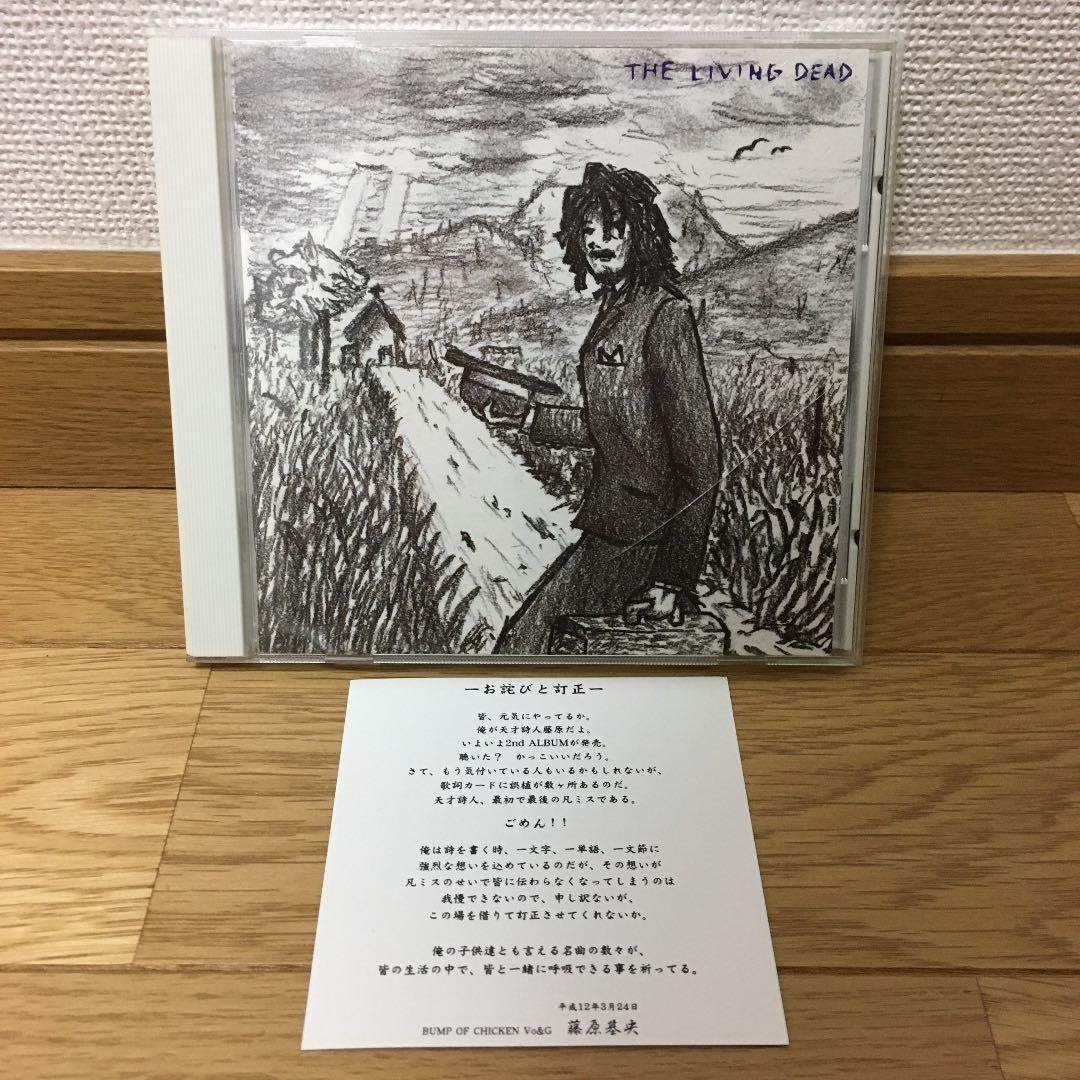 THE LIVING DEAD
ーお詫びと訂正ー
皆、元気にやってるか。
俺が天才詩人藤原だよ。
いよいよ2nd ALBUMが発売。
聴いた？ かっこいいだろう。
さて、もう気付いている人もいるかもしれないが、
歌詞カードに誤植が数ヶ所あるのだ。
天才詩人、最初で最後の凡ミスである。
ごめん！！
俺は詩を書く時、一文字、一単語、一文節に
強烈な想いを込めているのだが、その想いが
凡ミスのせいで皆に伝わらなくなってしまうのは
我慢できないので、申し訳ないが、
この場を借りて訂正させてくれないか。
俺の子供達とも言える名曲の数々が、
皆の生活の中で、皆と一緒に呼吸できる事を祈ってる。
平成12年3月24日
BUMP OF CHICKEN Vo&G 藤原基央